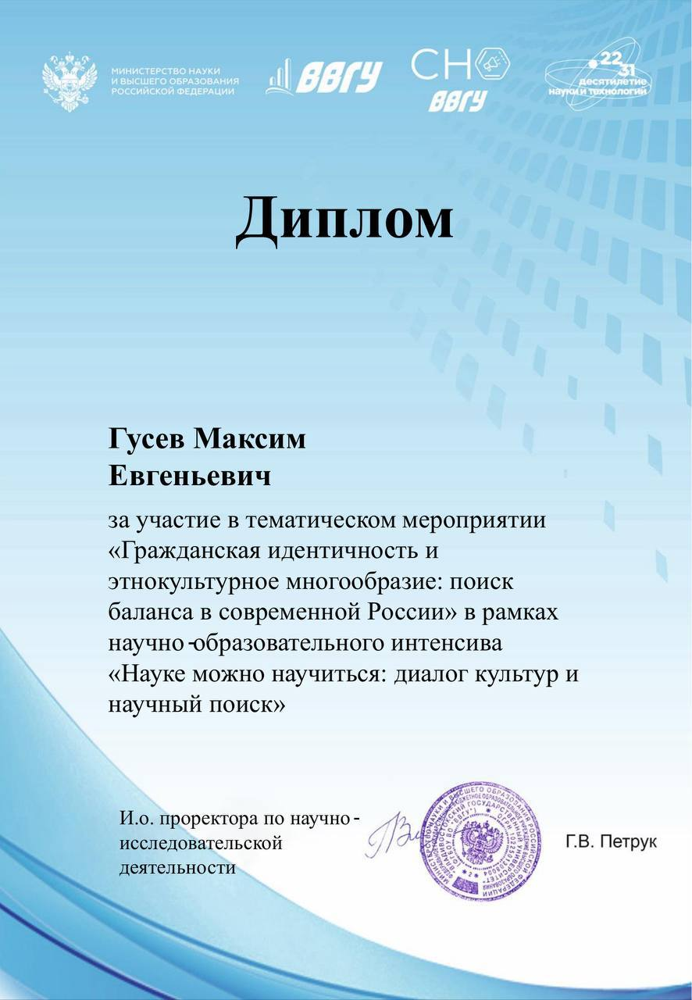 МИНИСТЕРСТВО НАУКИ
И ВЫСШЕГО ОБРАЗОВАНИЯ
РОССИЙСКОЙ ФЕДЕРАЦИИ
ВВГУ
СНО
ВВГУ
22
31
десятилетие
науки и технологий
Диплом
Гусев Максим
Евгеньевич
за участие в тематическом мероприятии
«Гражданская идентичность и
этнокультурное многообразие: поиск
баланса в современной России» в рамках
научно-образовательного интенсива
«Науке можно научиться: диалог культур и
научный поиск»
И.о. проректора по научно-
исследовательской
деятельности
Г.В. Петрук